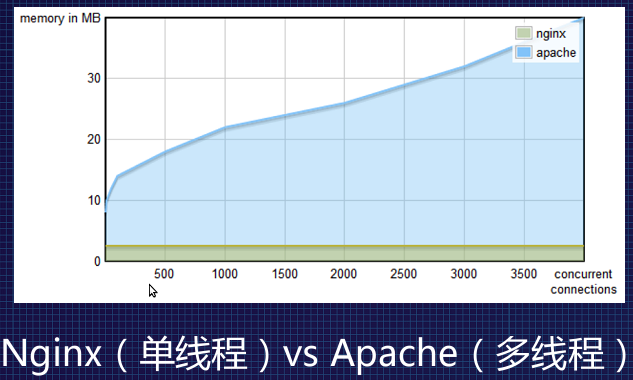 memory in MB
nginx
apache
30
20
10
0
500 1000 1500 2000 2500 3000 3500 concurrent
connections
Nginx（单线程）vs Apache（多线程）